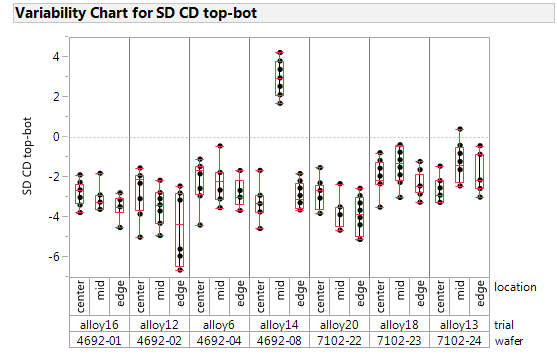 Variability Chart for SD CD top-bot
4
2
0
-2
-4
-6
SD CD top-bot
center mid edge center mid edge center mid edge center mid edge center mid edge center mid edge center mid edge location
alloy16 alloy12 alloy6 alloy14 alloy20 alloy18 alloy13 trial
4692-01 4692-02 4692-04 4692-08 7102-22 7102-23 7102-24 wafer